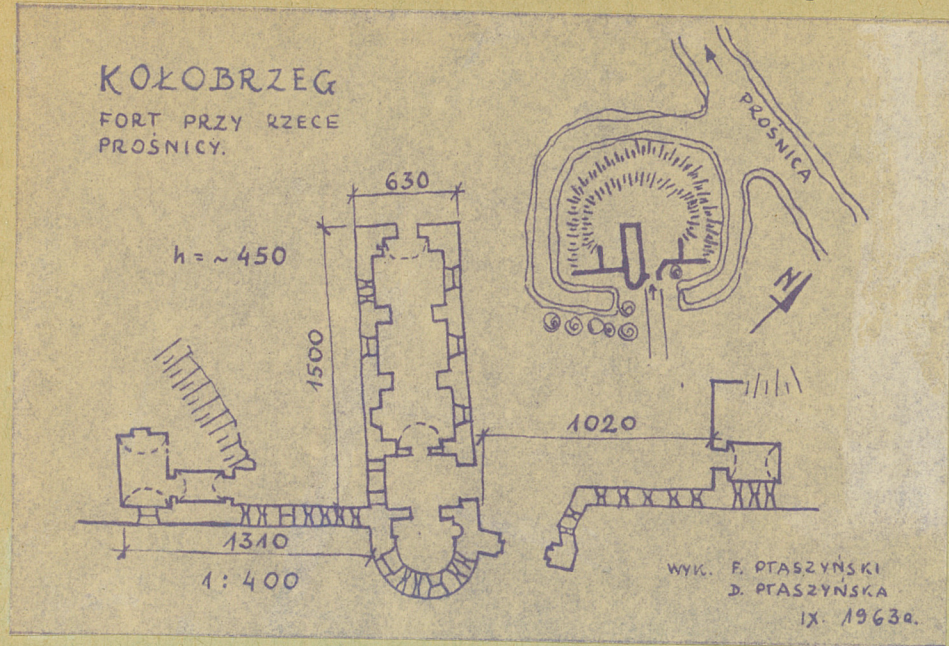 KOŁOBRZEG
FORT PRZY RZECE
PROŚNICY.
630
h = ~ 450
1500
PROŚNICA
N
1020
1310
1 : 400
WYK. F. PTASZYŃSKI
D. PTASZYŃSKA
IX. 1963a.